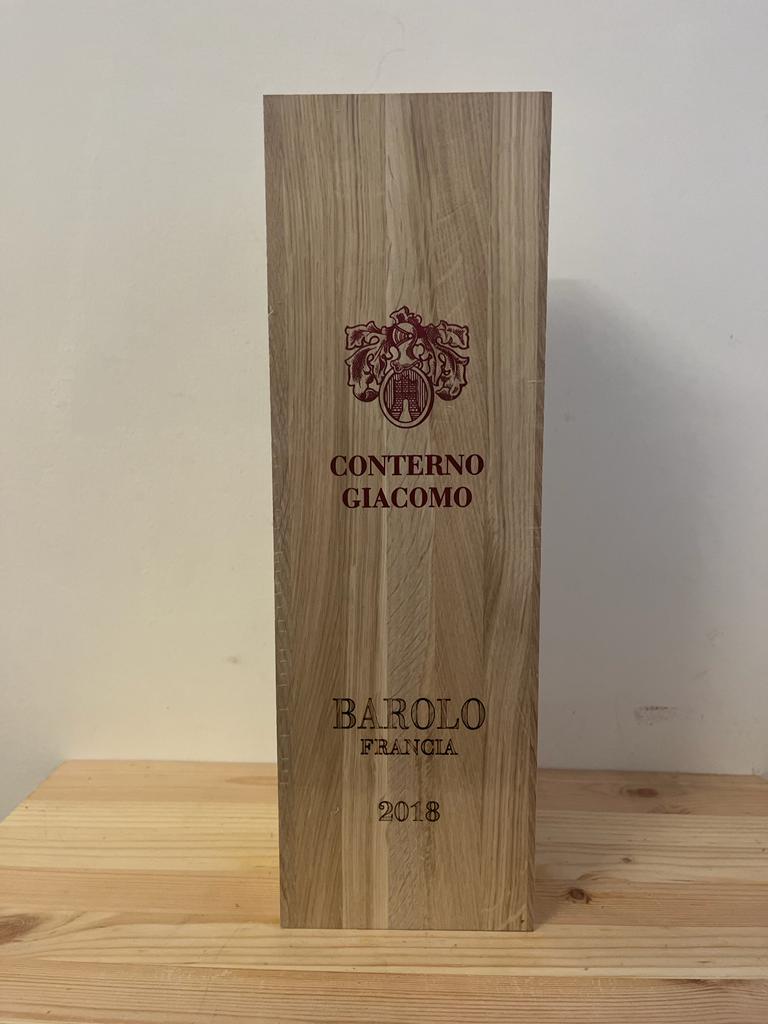 CONTERNO
GIACOMO
BAROLO
FRANCIA
2018